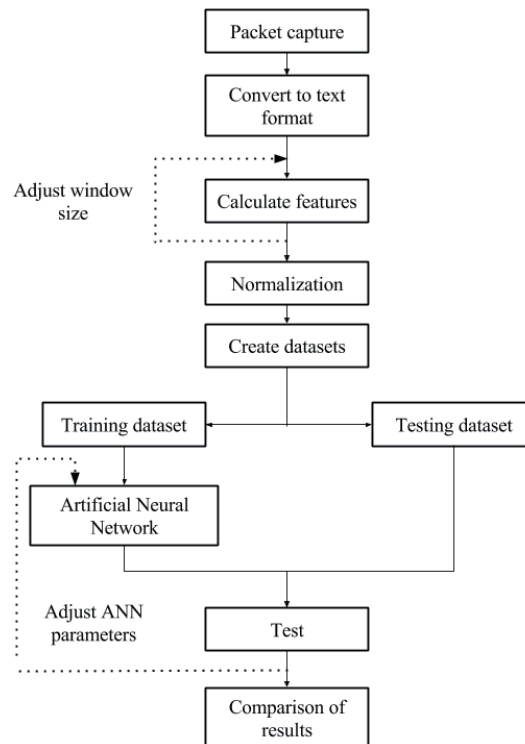 Packet capture
Convert to text
format
Adjust window
size
Calculate features
Normalization
Create datasets
Training dataset
Testing dataset
Artificial Neural
Network
Adjust ANN
parameters
Test
Comparison of
results